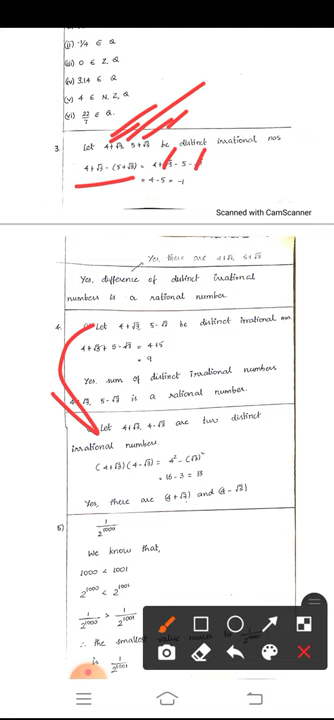 (ii) -1/4 ∈ Q
(iii) 0 ∈ Z, Q
(iv) 3.14 ∈ Q
(v) 4 ∈ N, Z, Q
(vi) 22/7 ∈ Q.
3. Let 4+√3, 5+√3 be distinct irrational nos
4+√3 - (5+√3) = 4+√3 - 5 - √3
= 4-5 = -1
Scanned with CamScanner
Yes, there are 4+√3, 5+√3
Yes, difference of distinct irrational
numbers is a rational number.
4. Let 4+√3, 5-√3 be distinct irrational nos
4+√3 + 5-√3 = 4+5
= 9
Yes, sum of distinct irrational numbers
4+√3, 5-√3 is a rational number.
Let 4+√3, 4-√3 are two distinct
irrational numbers.
(4+√3)(4-√3) = 4² - (√3)²
= 16-3 = 13
Yes, there are (4+√3) and (4-√3)
5) 1/2¹⁰⁰⁰
We know that,
1000 < 1001
2¹⁰⁰⁰ < 2¹⁰⁰¹
1/2¹⁰⁰⁰ > 1/2¹⁰⁰¹
∴ the smallest value
is 1/2¹⁰⁰¹